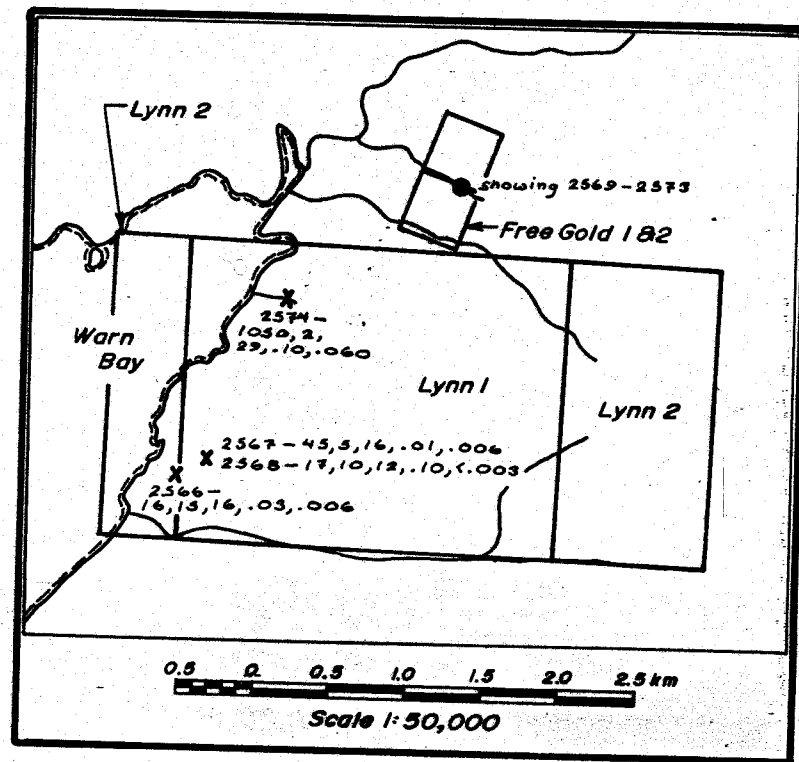 Lynn 2
showing 2569-2573
Free Gold 1 & 2
Warn
Bay
2574 -
1050, 2,
29, .10, .060
Lynn 1
Lynn 2
2567 - 45, 5, 16, .01, .006
2568 - 17, 10, 12, .10, <.003
2566 -
16, 15, 16, .03, .006
0.5 0. 0.5 1.0 1.5 2.0 2.5 km
Scale 1:50,000